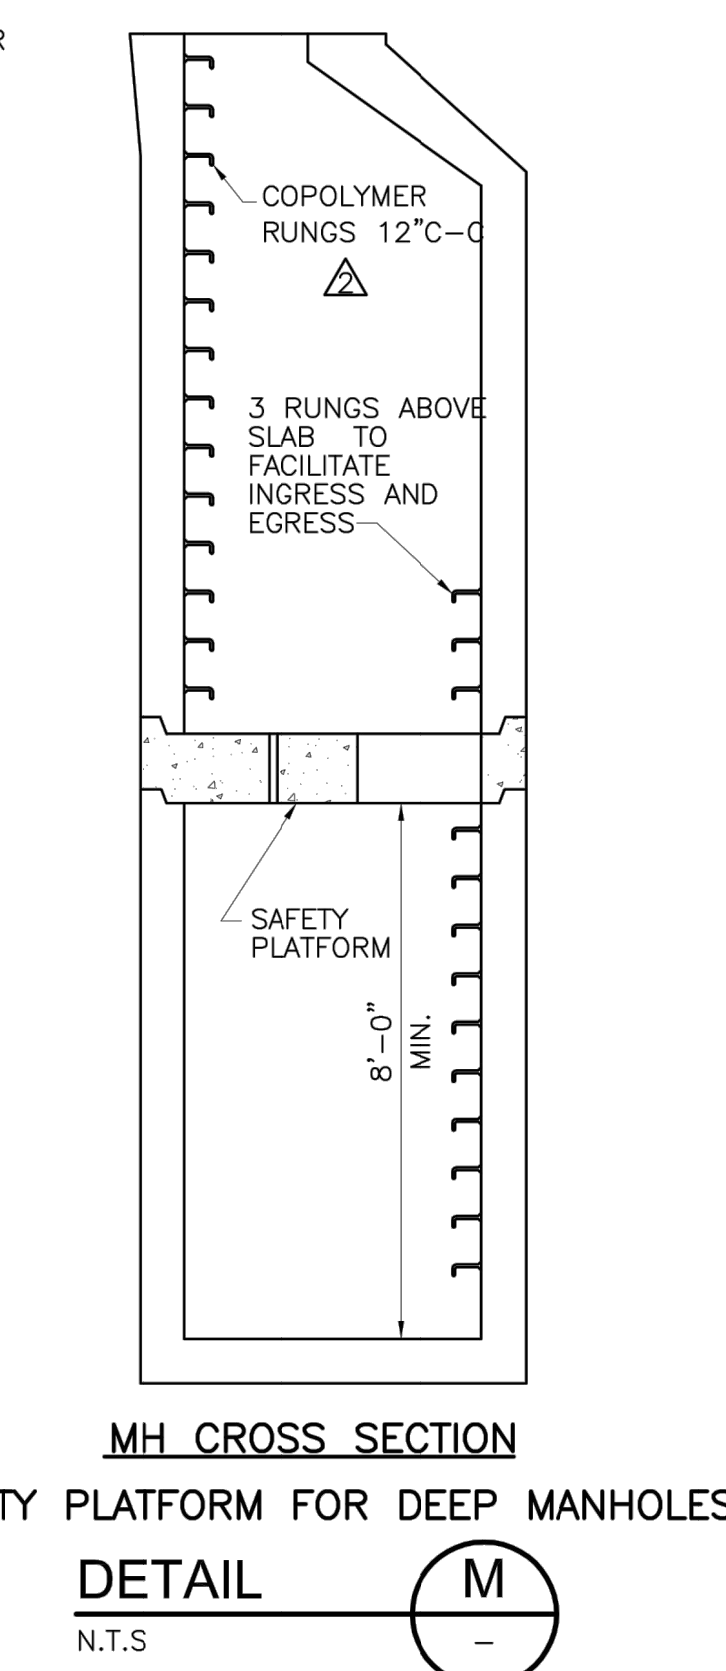 R
COPOLYMER
RUNGS 12"C-C
2
3 RUNGS ABOVE
SLAB TO
FACILITATE
INGRESS AND
EGRESS
SAFETY
PLATFORM
8'-0"
MIN.
MH CROSS SECTION
TY PLATFORM FOR DEEP MANHOLES
DETAIL
M
N.T.S
-